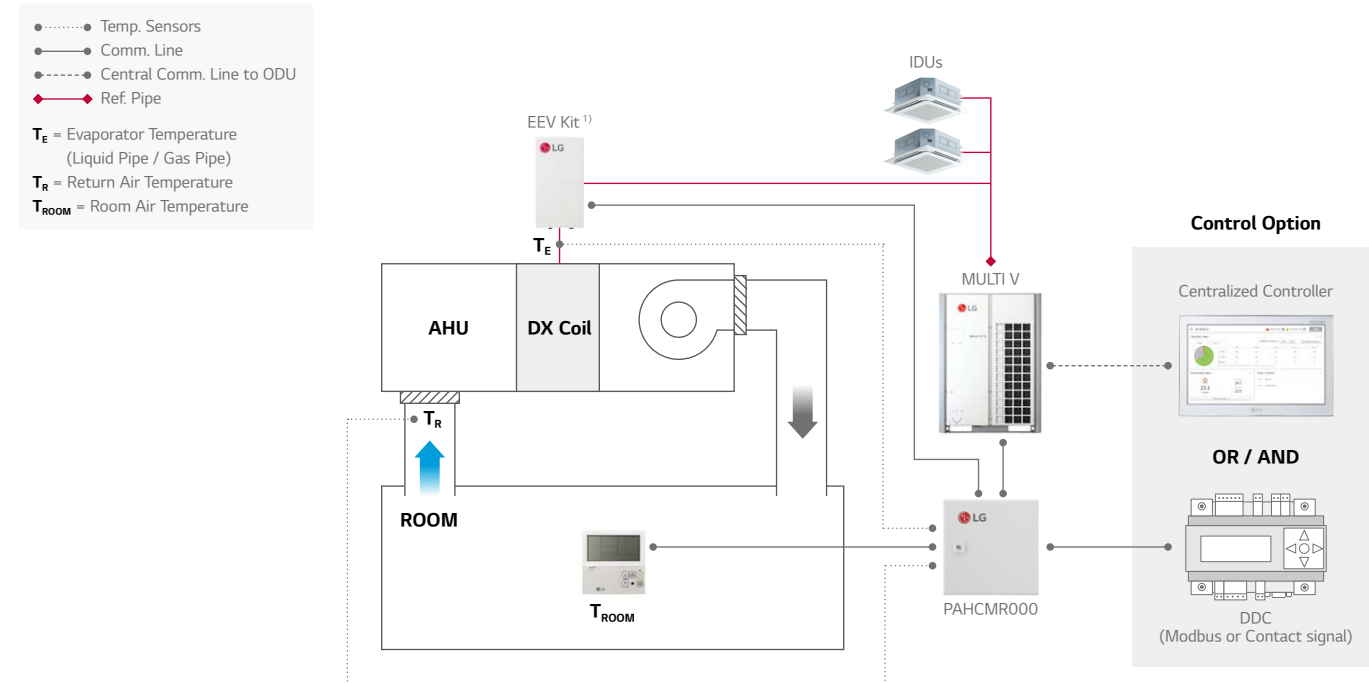 Temp. Sensors
Comm. Line
Central Comm. Line to ODU
Ref. Pipe
TE = Evaporator Temperature
(Liquid Pipe / Gas Pipe)
TR = Return Air Temperature
TROOM = Room Air Temperature
IDUs
EEV Kit 1)
LG
TE
Control Option
MULTI V
LG
Centralized Controller
AHU
DX Coil
TR
OR / AND
ROOM
LG
TROOM
PAHCMR000
DDC
(Modbus or Contact signal)